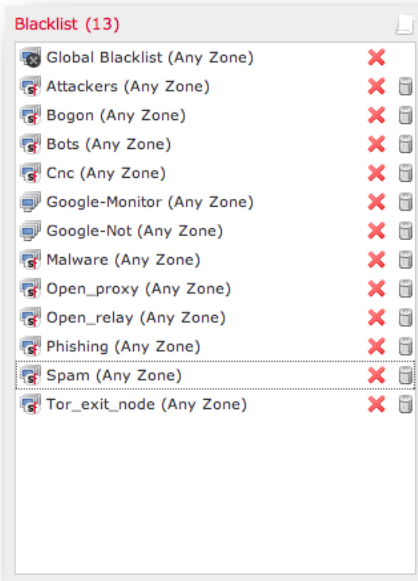 Blacklist (13)
Global Blacklist (Any Zone)
Attackers (Any Zone)
Bogon (Any Zone)
Bots (Any Zone)
Cnc (Any Zone)
Google-Monitor (Any Zone)
Google-Not (Any Zone)
Malware (Any Zone)
Open_proxy (Any Zone)
Open_relay (Any Zone)
Phishing (Any Zone)
Spam (Any Zone)
Tor_exit_node (Any Zone)